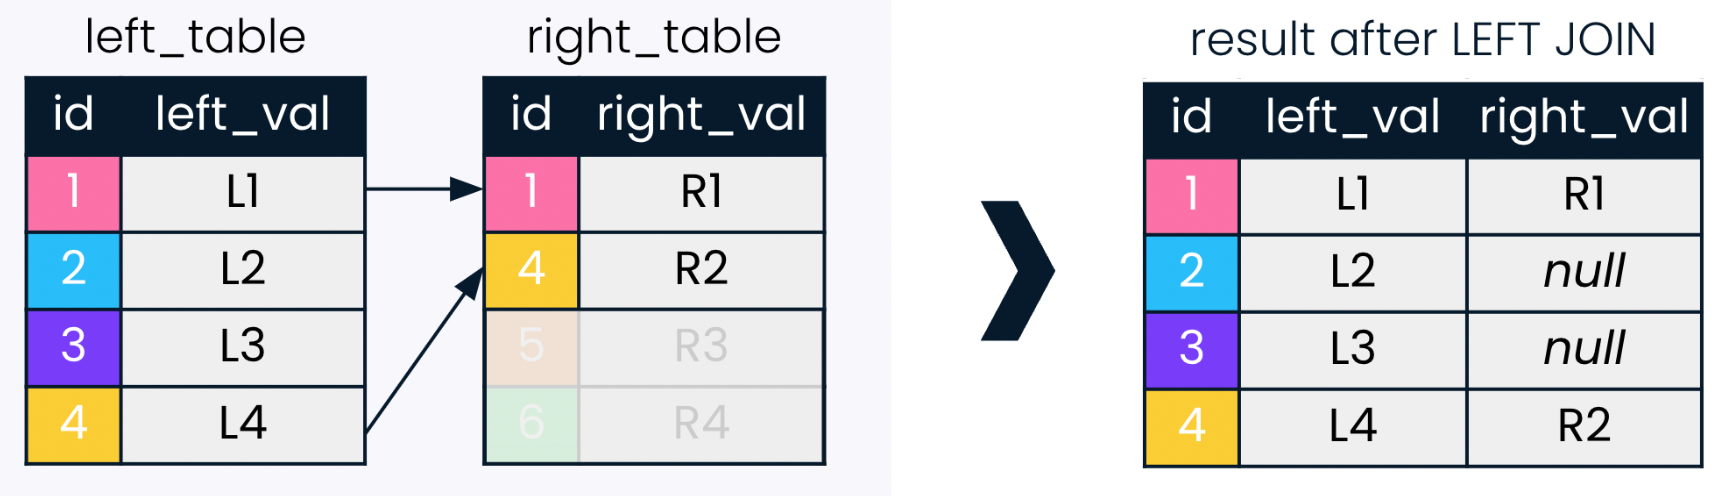 left_table
id left_val
1 L1
2 L2
3 L3
4 L4
right_table
id right_val
1 R1
4 R2
5 R3
6 R4
result after LEFT JOIN
id left_val right_val
1 L1 R1
2 L2 null
3 L3 null
4 L4 R2